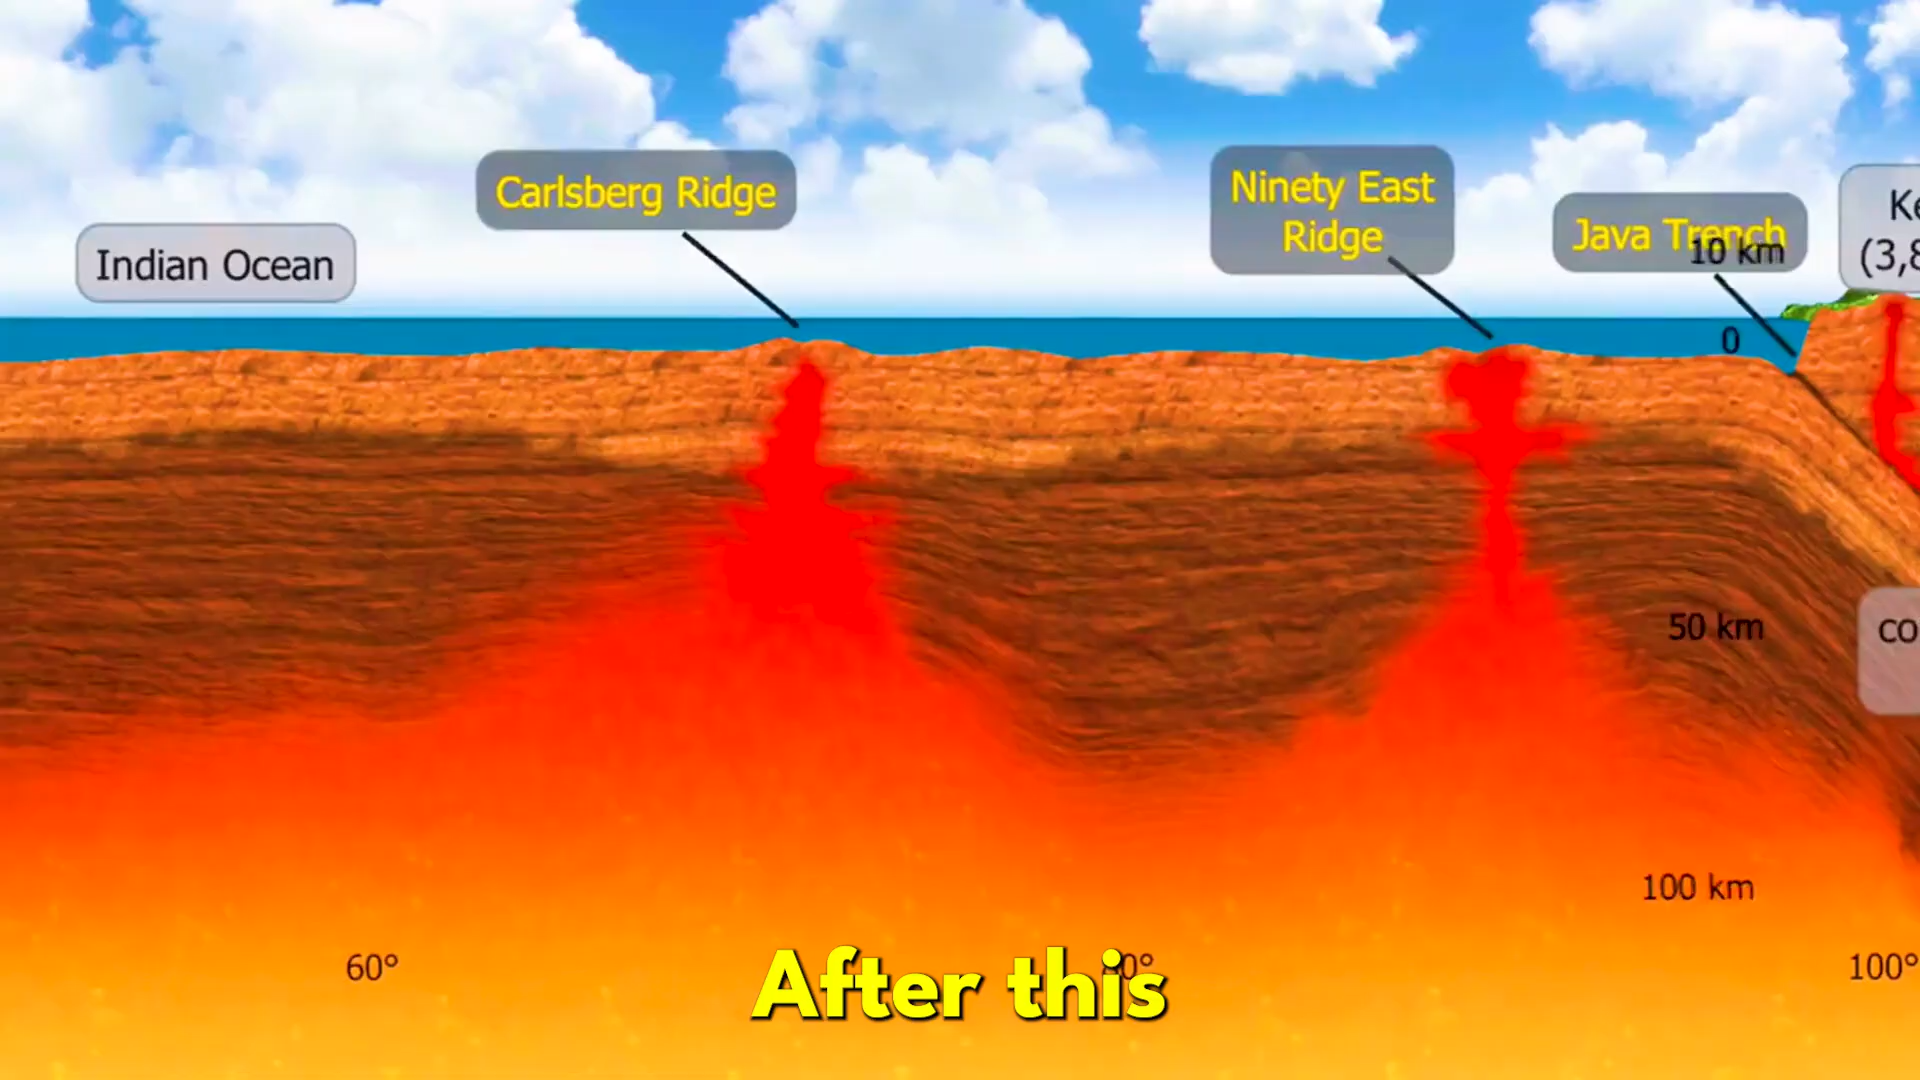 Indian Ocean
Carlsberg Ridge
Ninety East
Ridge
Java Trench
10 km
0
50 km
100 km
60°
100°
After this